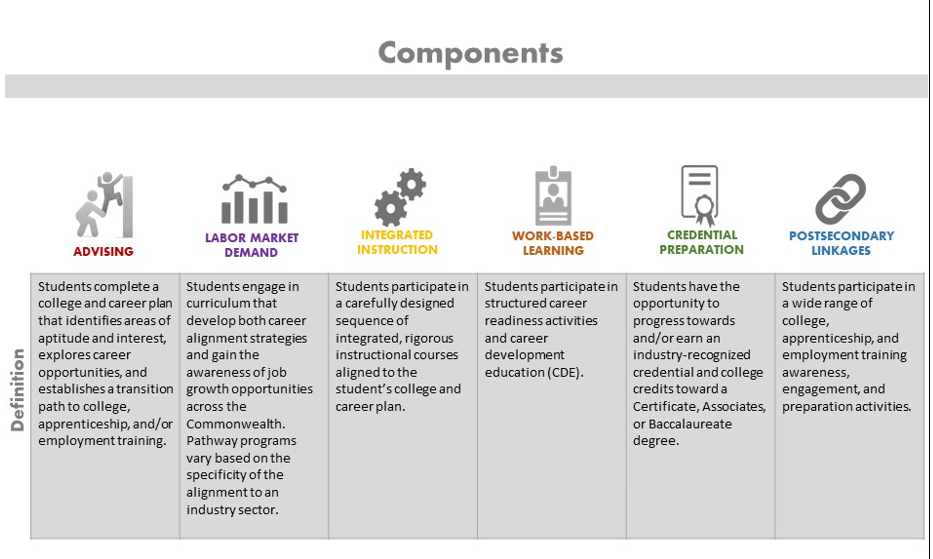 Components
ADVISING
LABOR MARKET
DEMAND
INTEGRATED
INSTRUCTION
WORK-BASED
LEARNING
CREDENTIAL
PREPARATION
POSTSECONDARY
LINKAGES
Definition
Students complete a
college and career plan
that identifies areas of
aptitude and interest,
explores career
opportunities, and
establishes a transition
path to college,
apprenticeship, and/or
employment training.
Students engage in
curriculum that
develop both career
alignment strategies
and gain the
awareness of job
growth opportunities
across the
Commonwealth.
Pathway programs
vary based on the
specificity of the
alignment to an
industry sector.
Students participate in
a carefully designed
sequence of
integrated, rigorous
instructional courses
aligned to the
student’s college and
career plan.
Students participate in
structured career
readiness activities
and career
development
education (CDE).
Students have the
opportunity to
progress towards
and/or earn an
industry-recognized
credential and college
credits toward a
Certificate, Associates,
or Baccalaureate
degree.
Students participate in
a wide range of
college,
apprenticeship, and
employment training
awareness,
engagement, and
preparation activities.